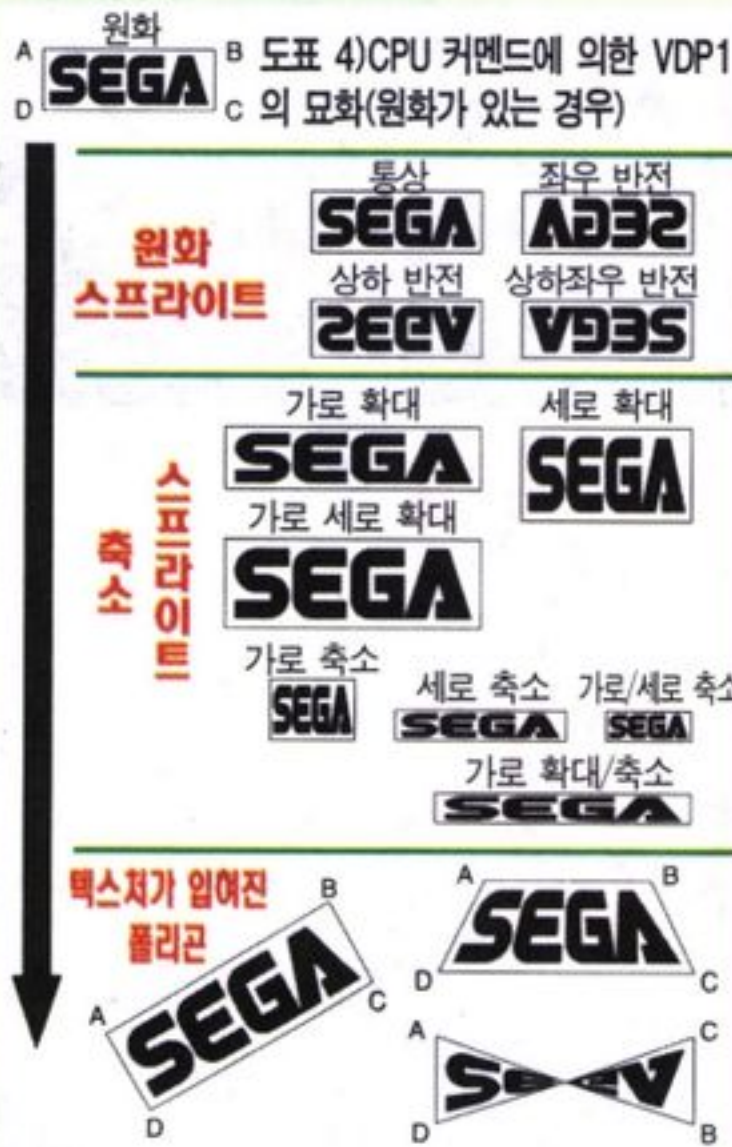 원화
A SEGA B
D C
도표 4)CPU 커멘드에 의한 VDP1
의 묘화(원화가 있는 경우)
원화
스프라이트
통상 좌우 반전
SEGA SEGA
상하 반전 상하좌우 반전
SEGA SEGA
스프라이트
축소
가로 확대 세로 확대
SEGA SEGA
가로 세로 확대
SEGA
가로 축소
SEGA
세로 축소 가로/세로 축소
SEGA SEGA
가로 확대/축소
SEGA
텍스처가 입혀진
폴리곤
A B
SEGA
D C
A B
SEGA
D C
A C
SEGA
D B